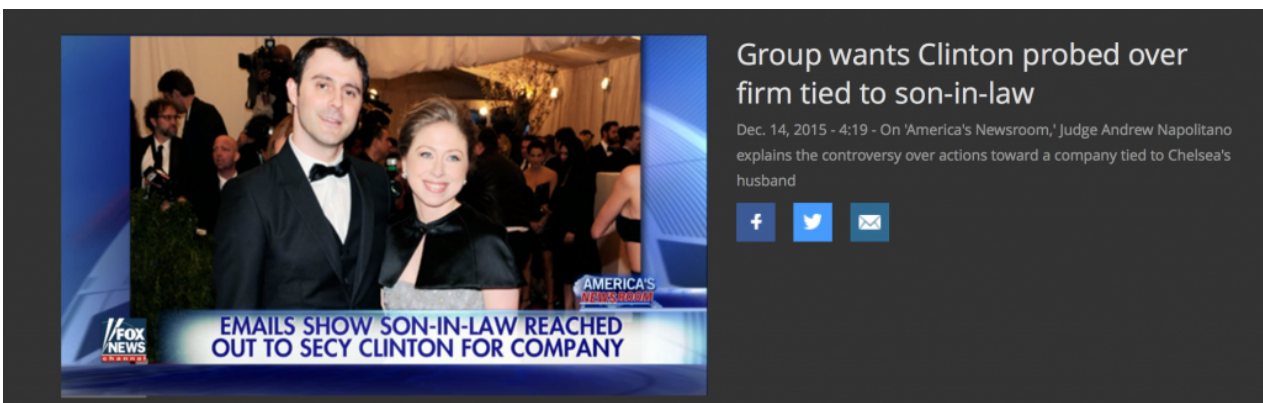 Group wants Clinton probed over
firm tied to son-in-law
Dec. 14, 2015 - 4:19 - On 'America's Newsroom,' Judge Andrew Napolitano
explains the controversy over actions toward a company tied to Chelsea's
husband
AMERICA'S
NEWSROOM
FOX
NEWS
channel
EMAILS SHOW SON-IN-LAW REACHED
OUT TO SECY CLINTON FOR COMPANY